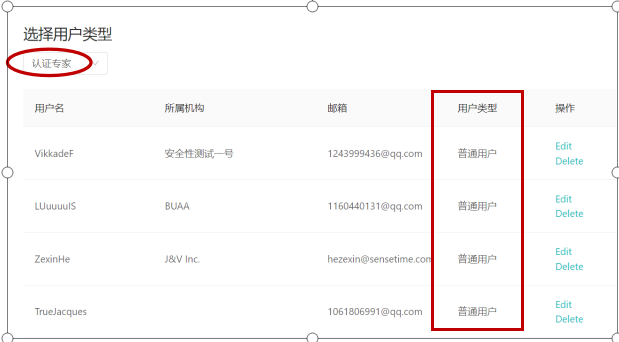 选择用户类型
认证专家
用户名 所属机构 邮箱 用户类型 操作
VikkadeF 安全性测试一号 1243999436@qq.com 普通用户 Edit
Delete
LUuuuuIS BUAA 1160440131@qq.com 普通用户 Edit
Delete
ZexinHe J&V Inc. hezexin@sensetime.com 普通用户 Edit
Delete
TrueJacques 1061806991@qq.com 普通用户 Edit
Delete